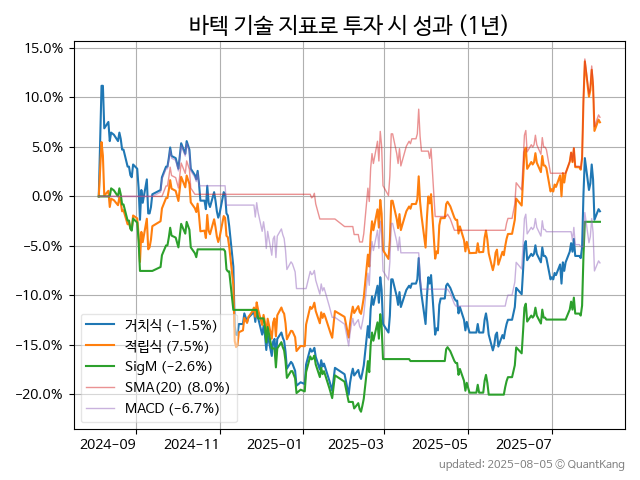 바텍 기술 지표로 투자 시 성과 (1년)
15.0%
10.0%
5.0%
0.0%
−5.0%
−10.0%
−15.0%
−20.0%
거치식 (−1.5%)
적립식 (7.5%)
SigM (−2.6%)
SMA(20) (8.0%)
MACD (−6.7%)
2024-09 2024-11 2025-01 2025-03 2025-05 2025-07
updated: 2025-08-05 ⓒ QuantKang